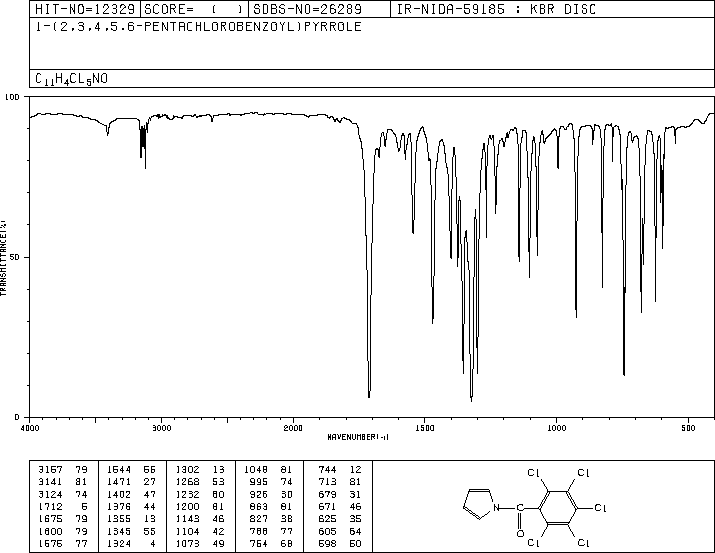 HIT-NO=12329 SCORE= ( ) SDBS-NO=26289 IR-NIDA-59185 : KBR DISC
1-(2,3,4,5,6-PENTACHLOROBENZOYL)PYRROLE
C11H4CL5NO
100
50
0
TRANSMITTANCE(%)
4000 3000 2000 1500 1000 500
WAVENUMBER(-1)
3157 79 1544 56 1302 13 1048 81 744 12
3141 81 1471 27 1268 53 995 74 713 81
3124 74 1402 47 1232 60 926 30 679 31
1712 5 1376 44 1200 81 863 81 671 46
1675 79 1355 13 1143 46 827 38 625 35
1600 79 1345 55 1104 42 788 77 605 64
1575 77 1324 4 1073 49 754 68 598 50
Cl Cl
N C Cl
O
Cl Cl